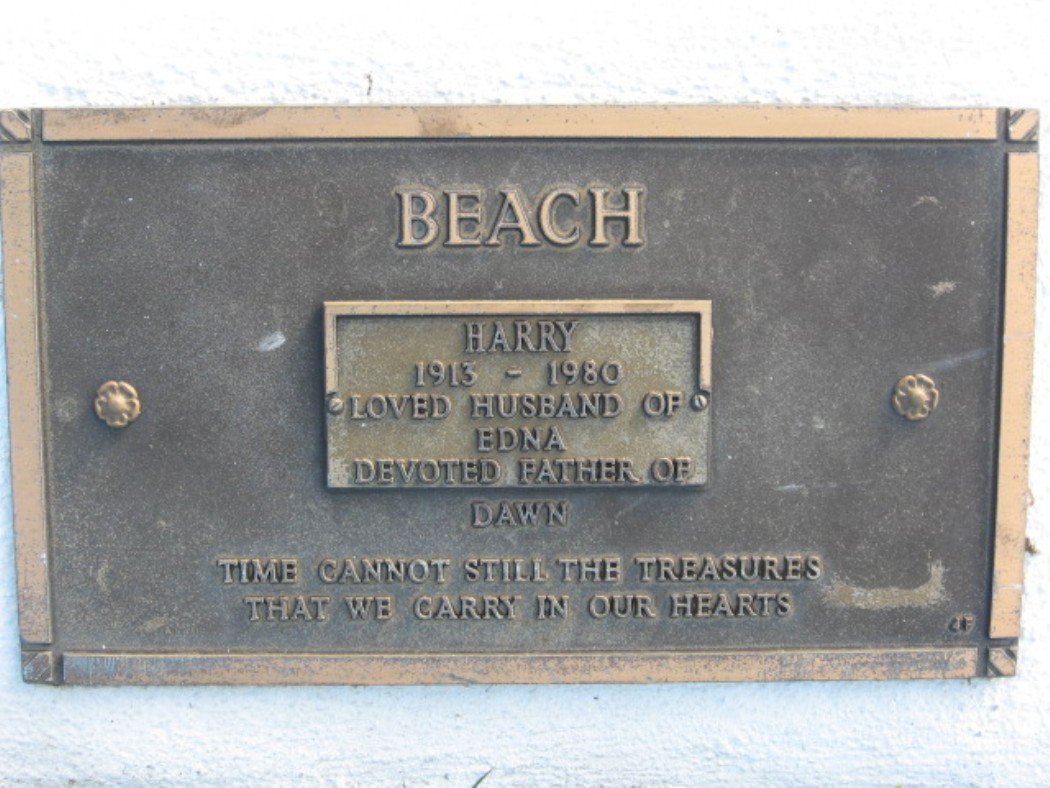 BEACH
HARRY
1913 - 1980
LOVED HUSBAND OF
EDNA
DEVOTED FATHER OF
DAWN
TIME CANNOT STILL THE TREASURES
THAT WE CARRY IN OUR HEARTS
4F